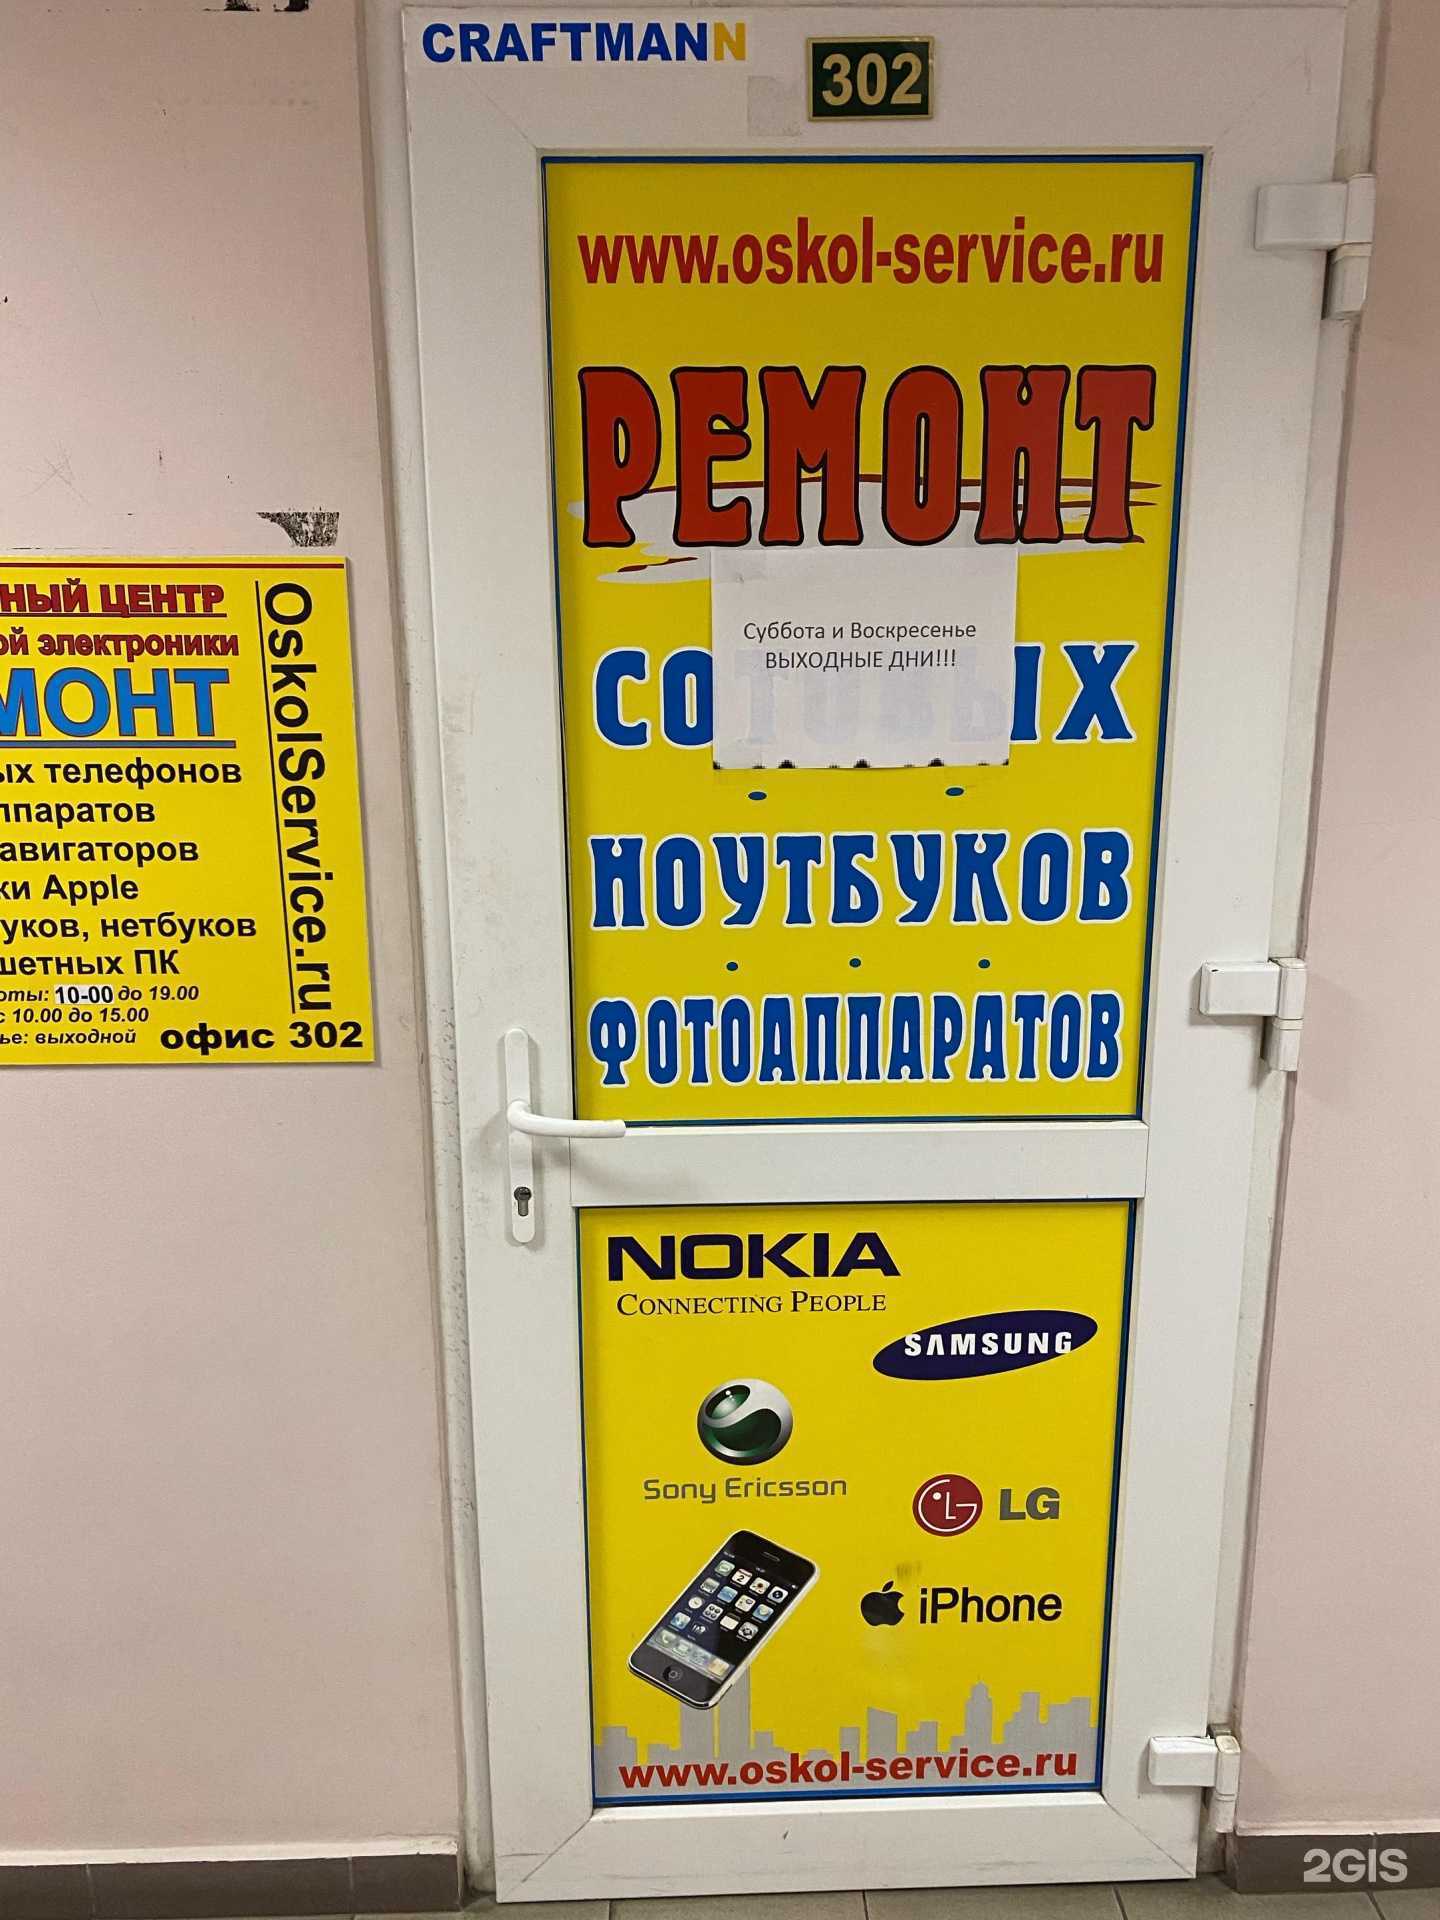 CRAFTMANN
302
www.oskol-service.ru
РЕМОНТ
Суббота и Воскресенье
ВЫХОДНЫЕ ДНИ!!!
СОТОВЫХ
НОУТБУКОВ
ФОТОАППАРАТОВ
NOKIA
CONNECTING PEOPLE
SAMSUNG
Sony Ericsson
LG
iPhone
www.oskol-service.ru
НЫЙ ЦЕНТР
ой электроники
МОНТ
ых телефонов
ппаратов
авигаторов
ки Apple
уков, нетбуков
шетных ПК
оты: 10-00 до 19.00
с 10.00 до 15.00
ье: выходной
офис 302
OskolService.ru
2GIS